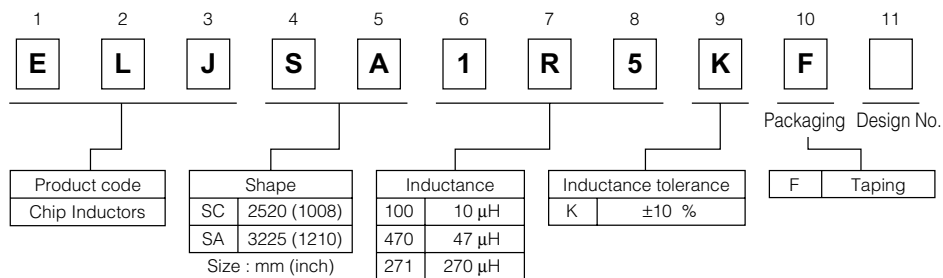 1 2 3 4 5 6 7 8 9 10 11
E L J S A 1 R 5 K F
Packaging Design No.
Product code Shape Inductance Inductance tolerance F Taping
Chip Inductors SC 2520 (1008) 100 10 μH K ±10 %
SA 3225 (1210) 470 47 μH
Size : mm (inch) 271 270 μH